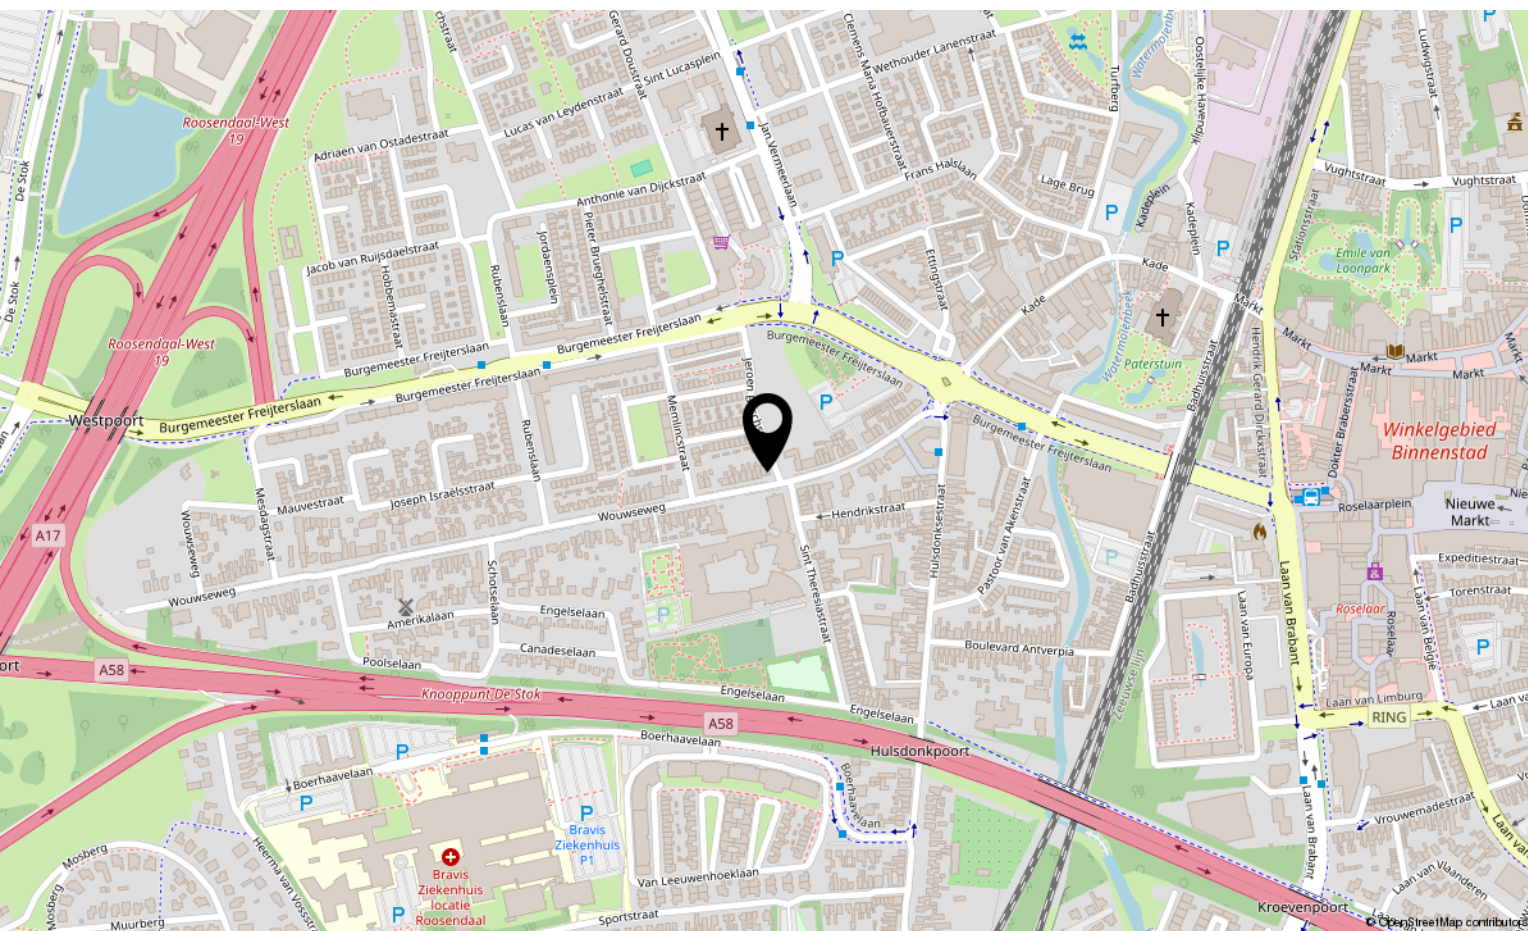 Roosendaal-West
19
De Stok
De Stok
Roosendaal-West
19
Westpoort
A17
Adriaen van Ostadestraat
Lucas van Leydenstraat
Sint Lucasplein
Gerard Doustraat
Anthonie van Dijckstraat
Jacob van Ruijsdaelstraat
Hobbemastraat
Rubenslaan
Jordaensplein
Pieter Brueghelstraat
Jan Vermeerlaan
Clemens Maria Hofbauerstraat
Wethouder Lanenstraat
Frans Halslaan
Lage Brug
Turfberg
Oostelijke Havendijk
Kadeplein
Kadeplein
Kade
Kade
Ettingstraat
Watermolenbeek
Paterstuin
Markt
Badhuisstraat
Stationsstraat
Vughtstraat
Vughtstraat
Ludwigstraat
Emile van
Loonpark
Markt
Markt
Markt
Markt
Markt
Hendrik Gerard Dirckxstraat
Dokter Brabersstraat
Winkelgebied
Binnenstad
Roselaarplein
Nieuwe
Markt
Expeditiestraat
Torenstraat
Roselaar
Roselaar
Laan van België
Laan van Brabant
Laan van Europa
Laan van Limburg
RING
Vrouwemadestraat
Laan van Vlaanderen
Laan van Brabant
Kroevenpoort
Burgemeester Freijterslaan
Burgemeester Freijterslaan
Burgemeester Freijterslaan
Burgemeester Freijterslaan
Burgemeester Freijterslaan
Burgemeester Freijterslaan
Memlincstraat
Rubenslaan
Joseph Israëlsstraat
Mauvestraat
Mesdagstraat
Wouwseweg
Wouwseweg
Wouwseweg
Schotselaan
Amerikalaan
Engelselaan
Canadeselaan
Poolselaan
Engelselaan
Engelselaan
Hendrikstraat
Sint Theresiastraat
Hulsdonksestraat
Pastoor van Akenstraat
Boulevard Antverpia
Badhuisstraat
Zeeuwse lijn
A58
Knooppunt De Stok
A58
Hulsdonkpoort
Boerhaavelaan
Boerhaavelaan
Boerhaavelaan
Bravis
Ziekenhuis
P1
Bravis
Ziekenhuis
locatie
Roosendaal
Van Leeuwenhoeklaan
Sportstraat
Mosberg
Mosberg
Muurberg
© OpenStreetMap contributor